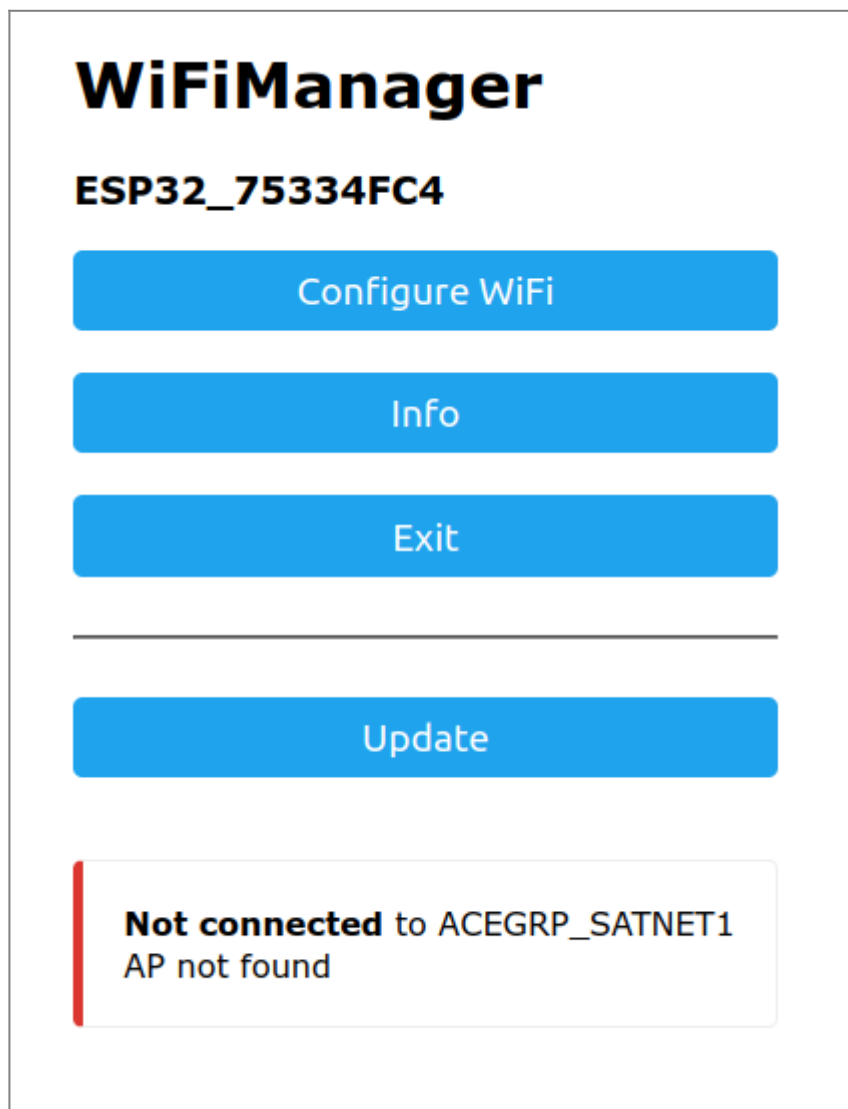 WiFiManager
ESP32_75334FC4
Configure WiFi
Info
Exit
Update
Not connected to ACEGRP_SATNET1
AP not found